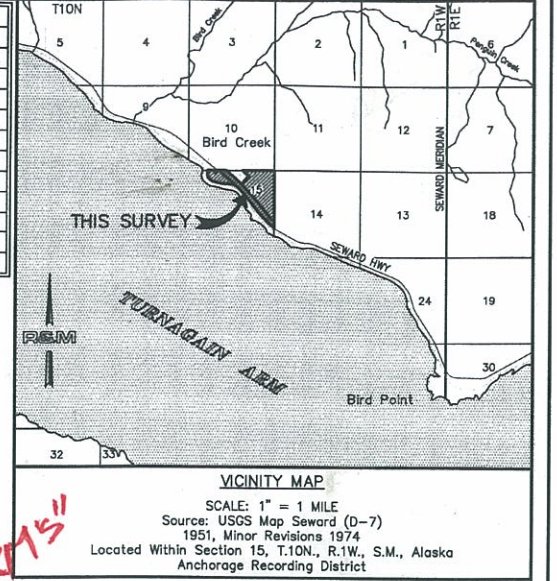 T10N
R1W
R1E
5
4
3
2
1
6
Bird Creek
Penguin Creek
9
10
11
12
7
Bird Creek
SEWARD MERIDIAN
15
14
13
18
THIS SURVEY
SEWARD HWY
24
19
R&M
TURNAGAIN ARM
30
Bird Point
32
33
VICINITY MAP
SCALE: 1" = 1 MILE
Source: USGS Map Seward (D-7)
1951, Minor Revisions 1974
Located Within Section 15, T.10N., R.1W., S.M., Alaska
Anchorage Recording District